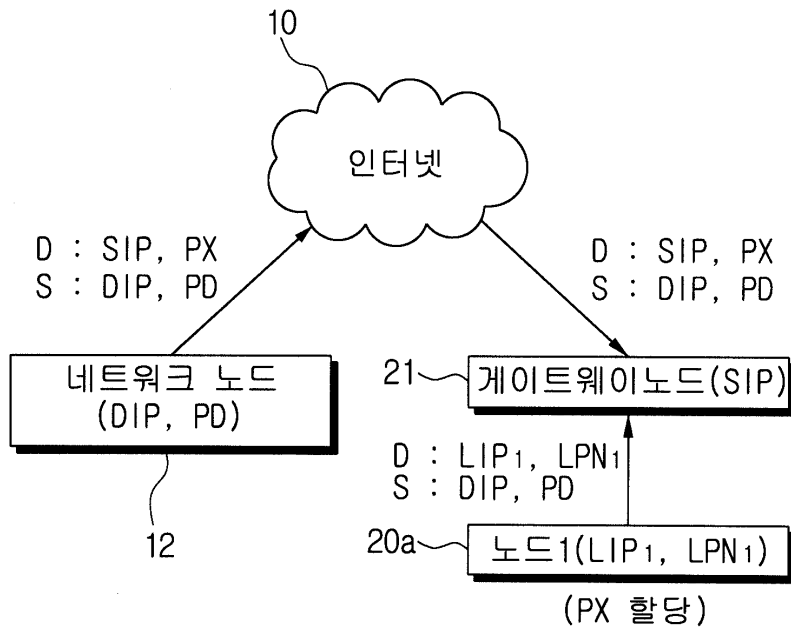 10
인터넷
D : SIP, PX
S : DIP, PD
D : SIP, PX
S : DIP, PD
네트워크 노드
(DIP, PD)
12
21
게이트웨이노드(SIP)
D : LIP₁, LPN₁
S : DIP, PD
20a
노드1(LIP₁, LPN₁)
(PX 할당)